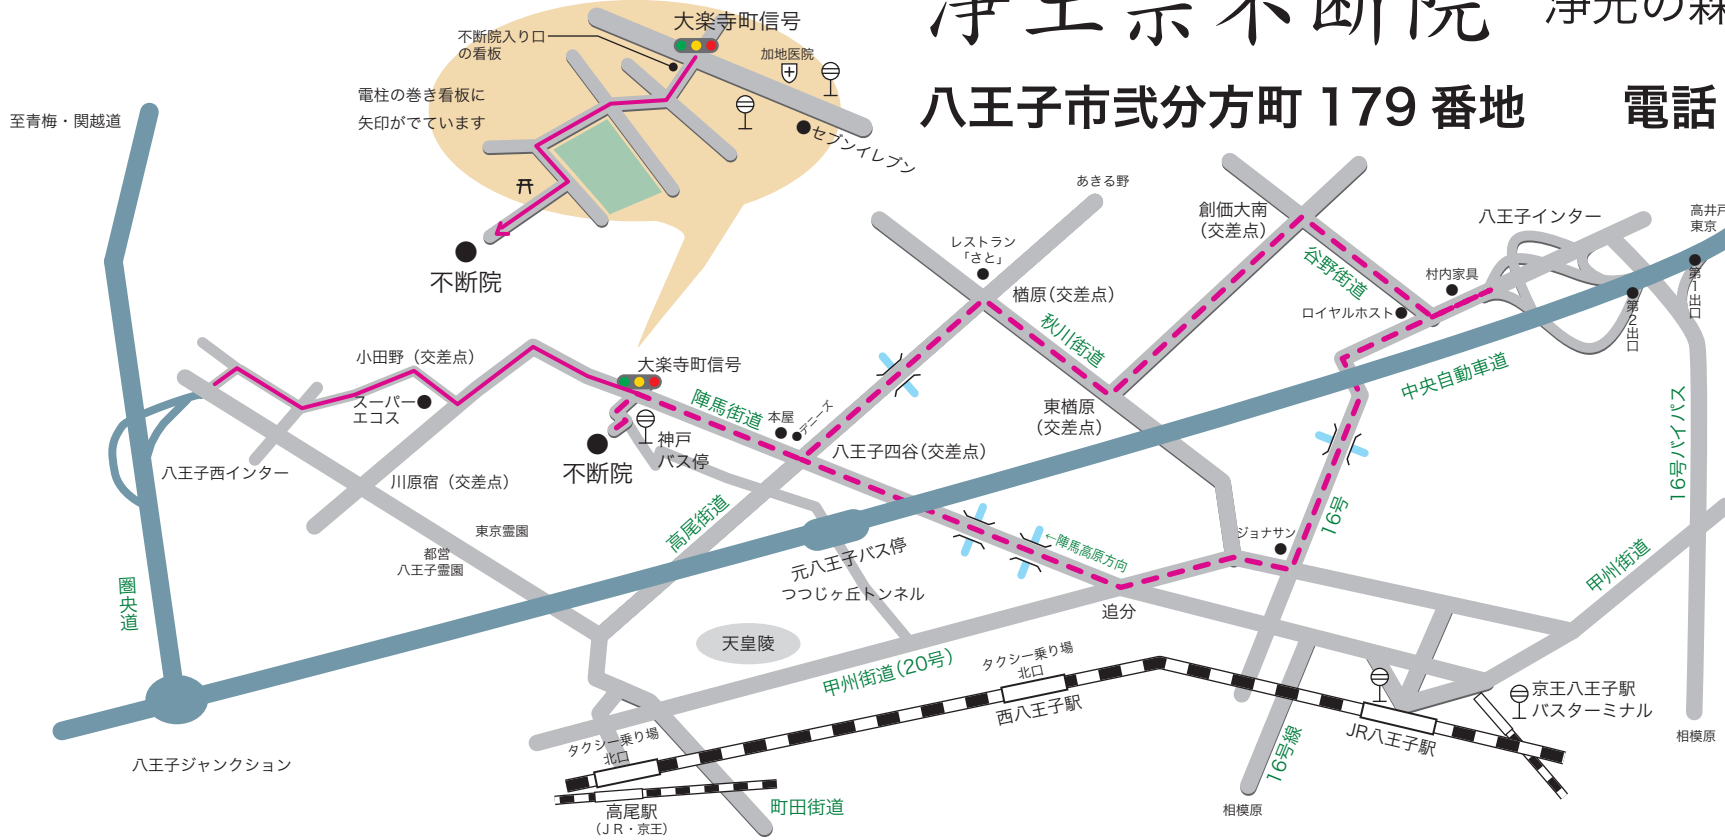 浄土宗不断院
浄光の森
八王子市弐分方町 179 番地
電話
大楽寺町信号
不断院入り口
の看板
加地医院
電柱の巻き看板に
矢印がでています
セブンイレブン
不断院
至青梅・関越道
あきる野
レストラン
「さと」
楢原(交差点)
創価大南
(交差点)
谷野街道
八王子インター
高井戸
東京
村内家具
ロイヤルホスト
第1出口
第2出口
秋川街道
中央自動車道
小田野(交差点)
大楽寺町信号
スーパー
エコス
陣馬街道
本屋
デニーズ
東楢原
(交差点)
16号バイパス
神戸
バス停
不断院
八王子四谷(交差点)
八王子西インター
川原宿(交差点)
東京霊園
都営
八王子霊園
高尾街道
16号
ジョナサン
←陣馬高原方向
元八王子バス停
つつじヶ丘トンネル
甲州街道
圏央道
追分
天皇陵
甲州街道(20号)
タクシー乗り場
北口
西八王子駅
京王八王子駅
バスターミナル
JR八王子駅
16号線
相模原
相模原
タクシー乗り場
北口
八王子ジャンクション
高尾駅
(JR・京王)
町田街道